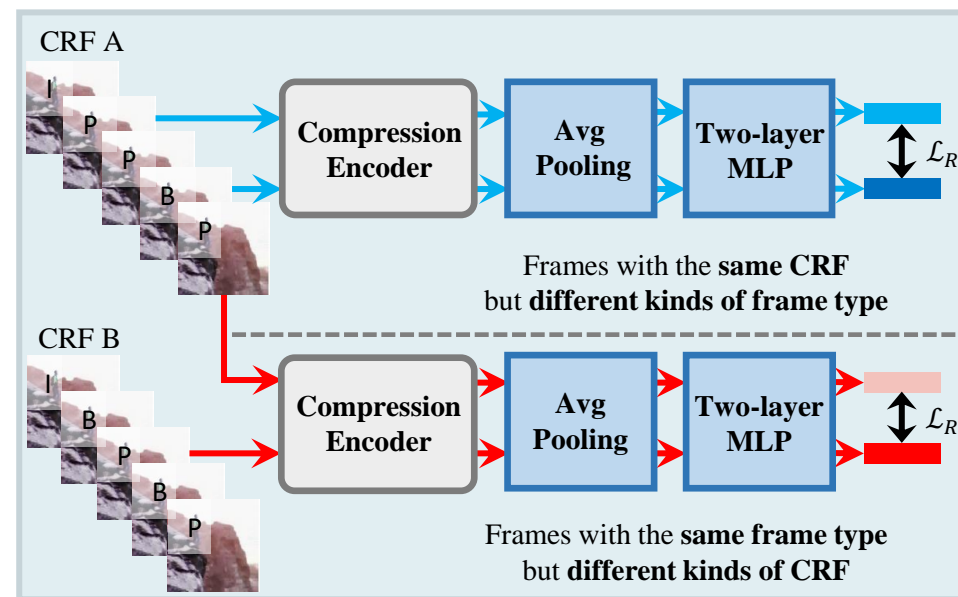 CRF A
I
P
P
B
P
Compression
Encoder
Avg
Pooling
Two-layer
MLP
ℒR
Frames with the same CRF
but different kinds of frame type
CRF B
I
B
P
B
P
Compression
Encoder
Avg
Pooling
Two-layer
MLP
ℒR
Frames with the same frame type
but different kinds of CRF